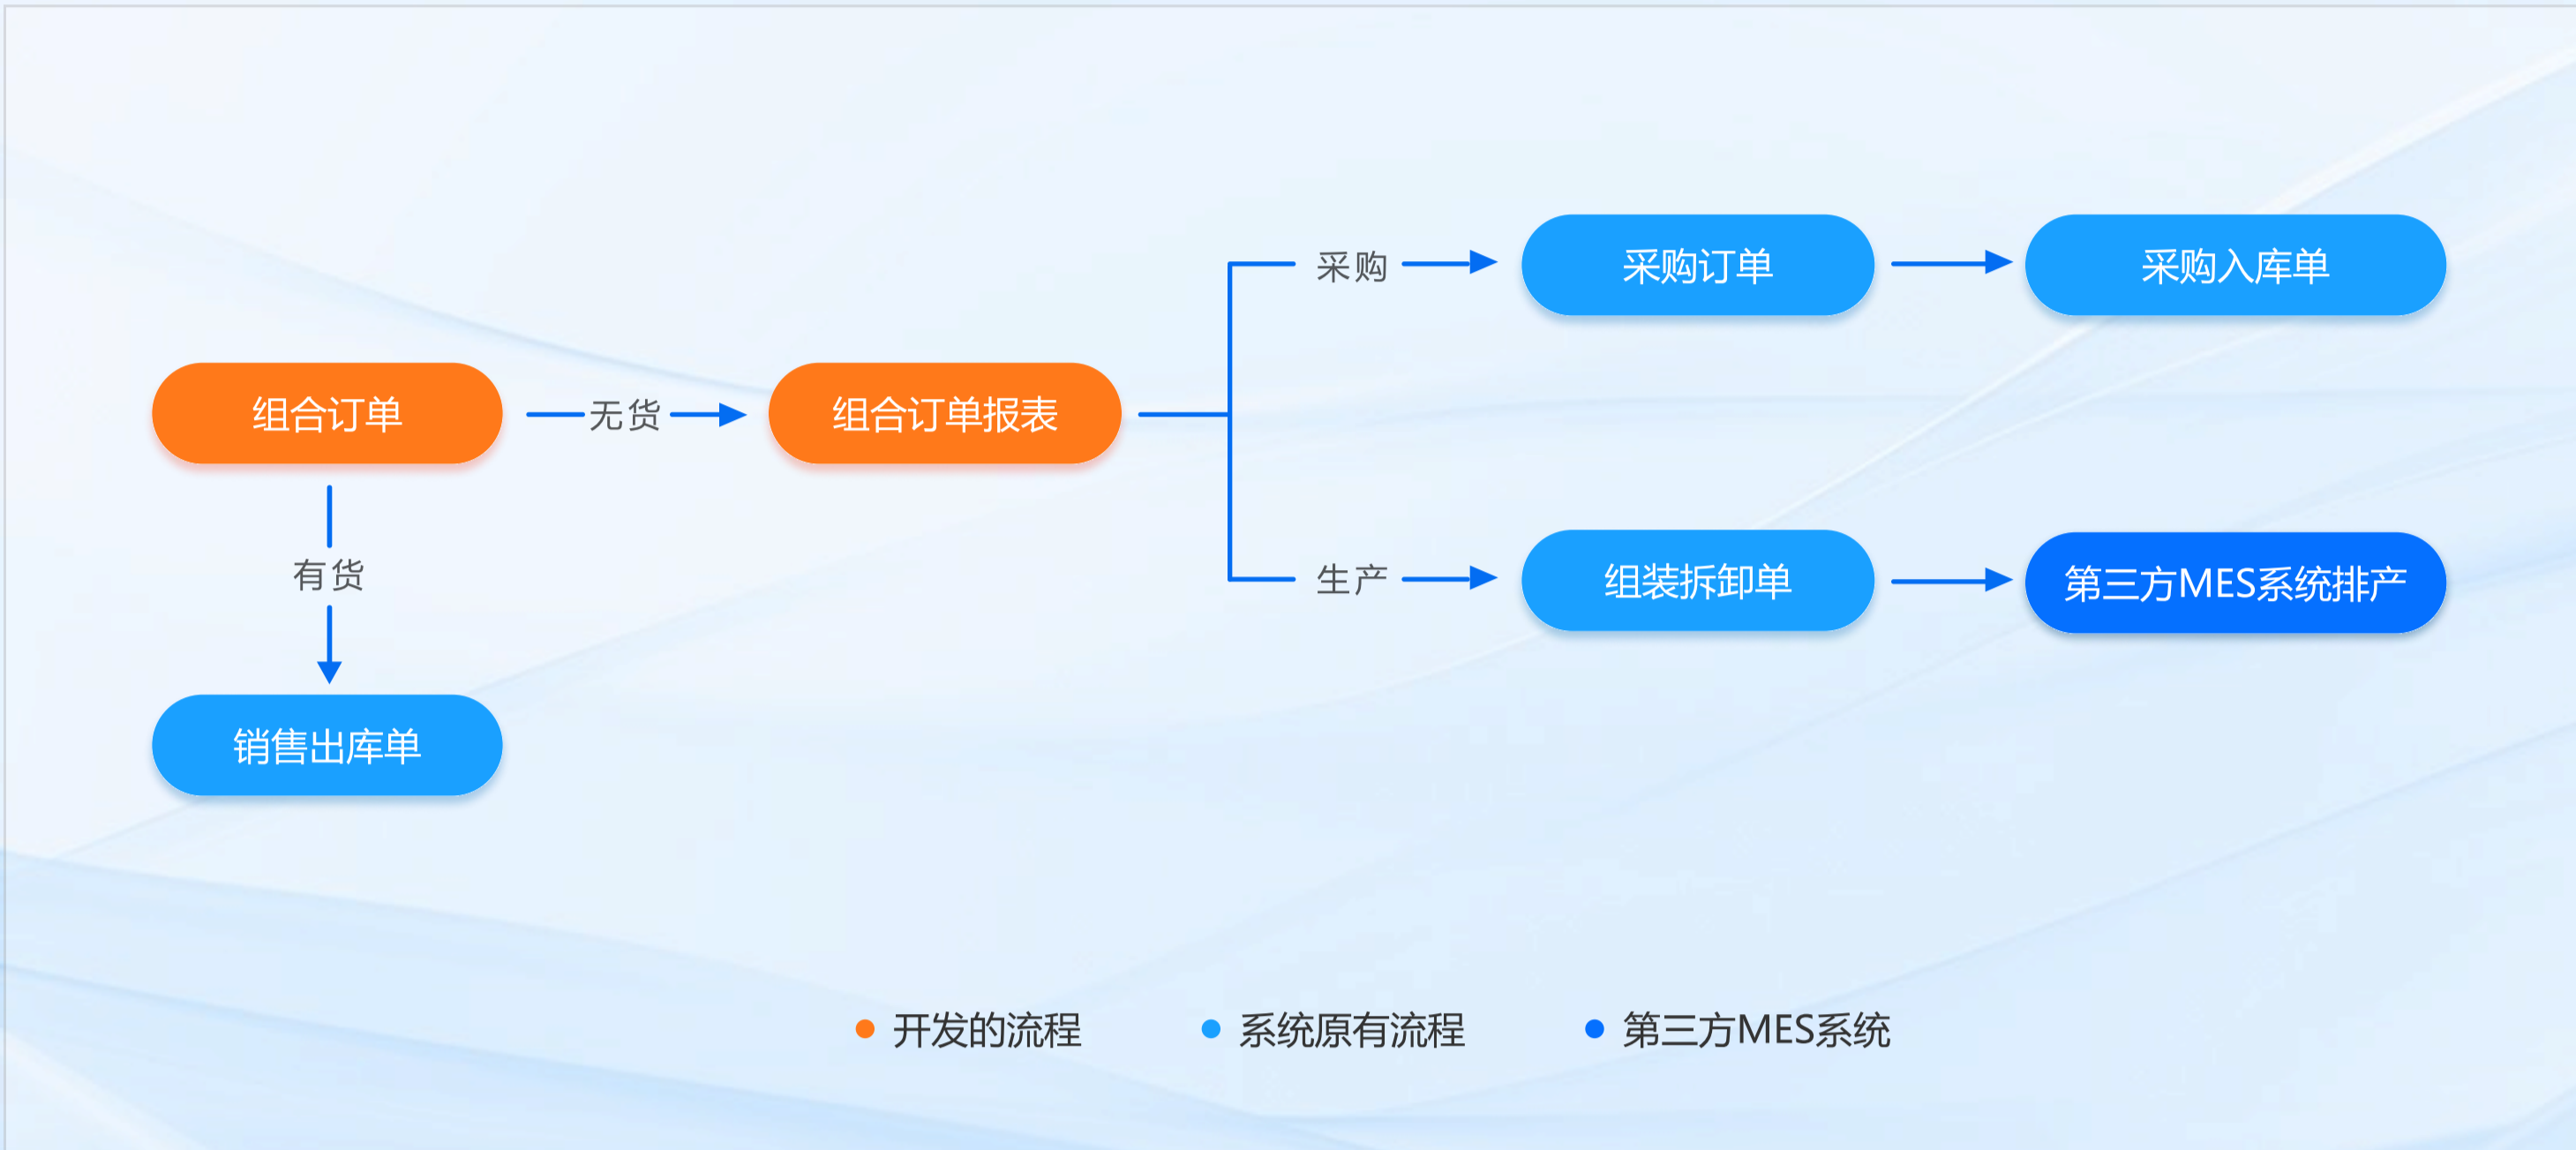 采购
采购订单
采购入库单
组合订单
无货
组合订单报表
有货
生产
组装拆卸单
第三方MES系统排产
销售出库单
开发的流程
系统原有流程
第三方MES系统